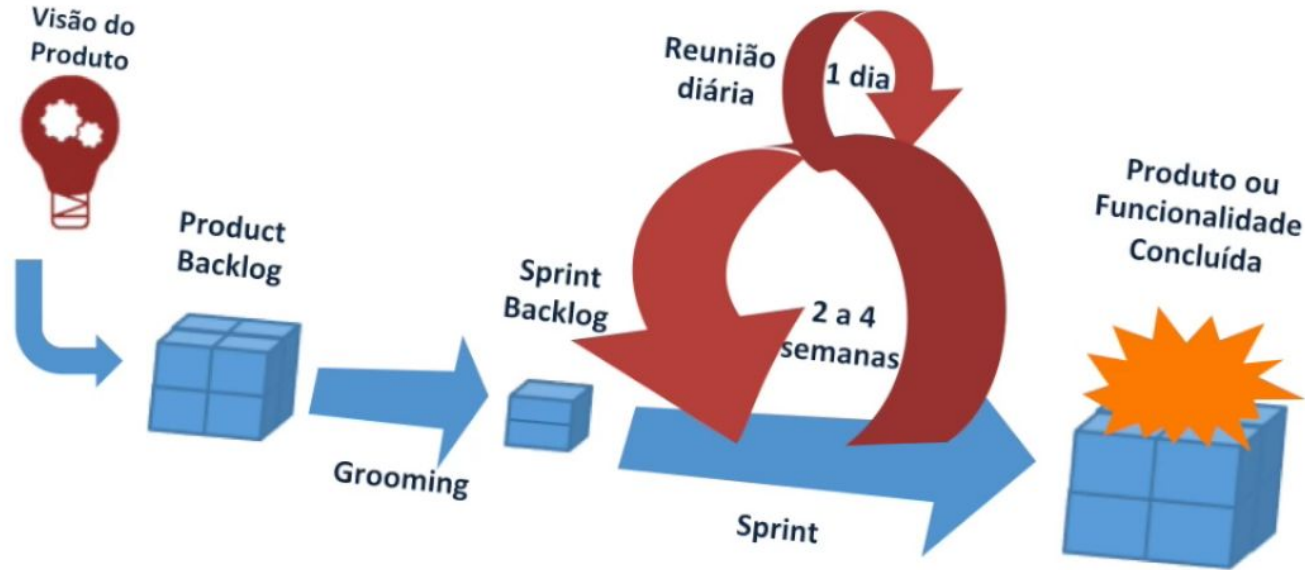 Visão do
Produto
Product
Backlog
Grooming
Sprint
Backlog
Reunião
diária
1 dia
2 a 4
semanas
Sprint
Produto ou
Funcionalidade
Concluída